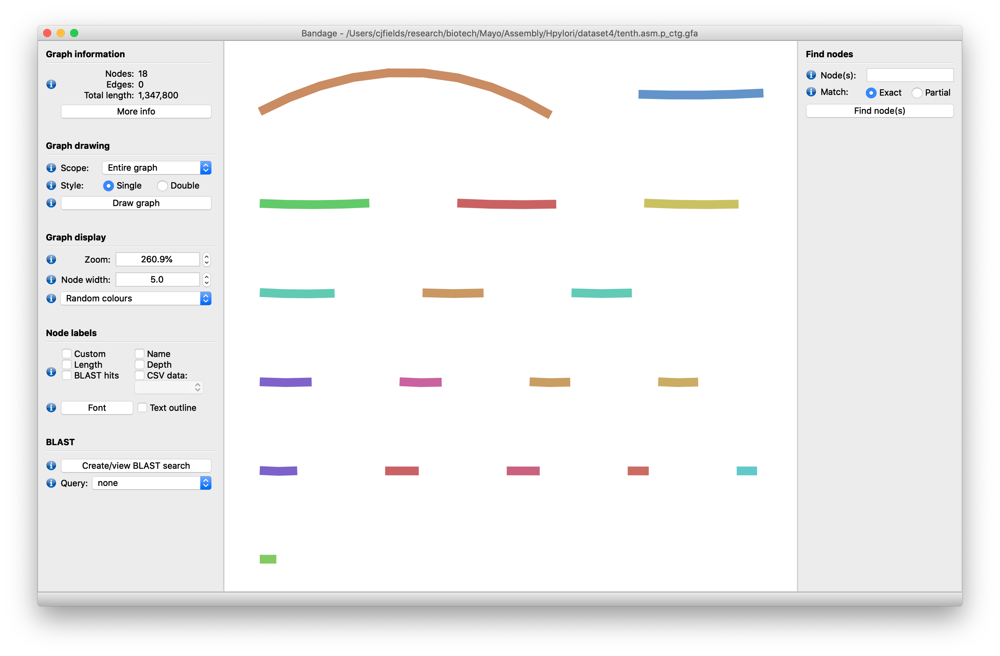 Bandage - /Users/cjfields/research/biotech/Mayo/Assembly/Hpylori/dataset4/tenth.asm.p_ctg.gfa
Graph information
Nodes: 18
Edges: 0
Total length: 1,347,800
More info
Graph drawing
Scope: Entire graph
Style: Single Double
Draw graph
Graph display
Zoom: 260.9%
Node width: 5.0
Random colours
Node labels
Custom Name
Length Depth
BLAST hits CSV data:
Font Text outline
BLAST
Create/view BLAST search
Query: none
Find nodes
Node(s):
Match: Exact Partial
Find node(s)